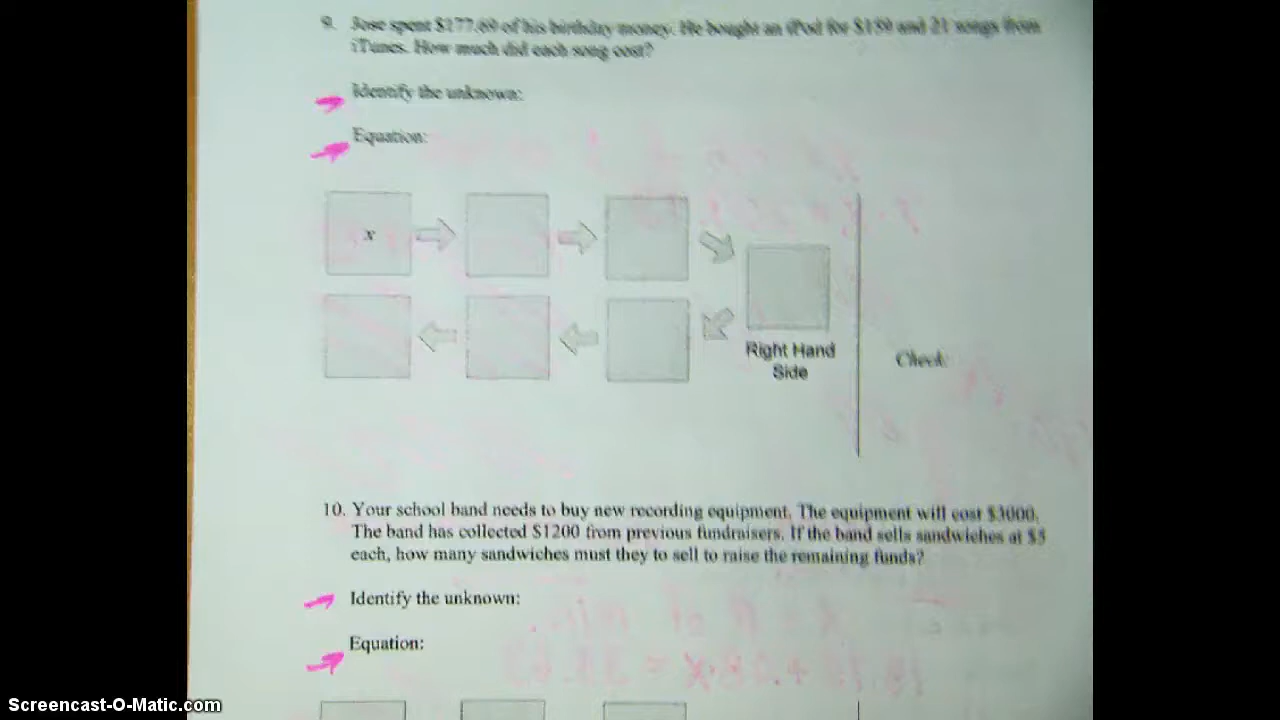 9. Jose spent $177.69 of his birthday money. He bought an iPod for $159 and 21 songs from
iTunes. How much did each song cost?
Identify the unknown:
Equation:
x
Right Hand
Side
Check:
10. Your school band needs to buy new recording equipment. The equipment will cost $3000.
The band has collected $1200 from previous fundraisers. If the band sells sandwiches at $5
each, how many sandwiches must they to sell to raise the remaining funds?
Identify the unknown:
Equation:
Screencast-O-Matic.com